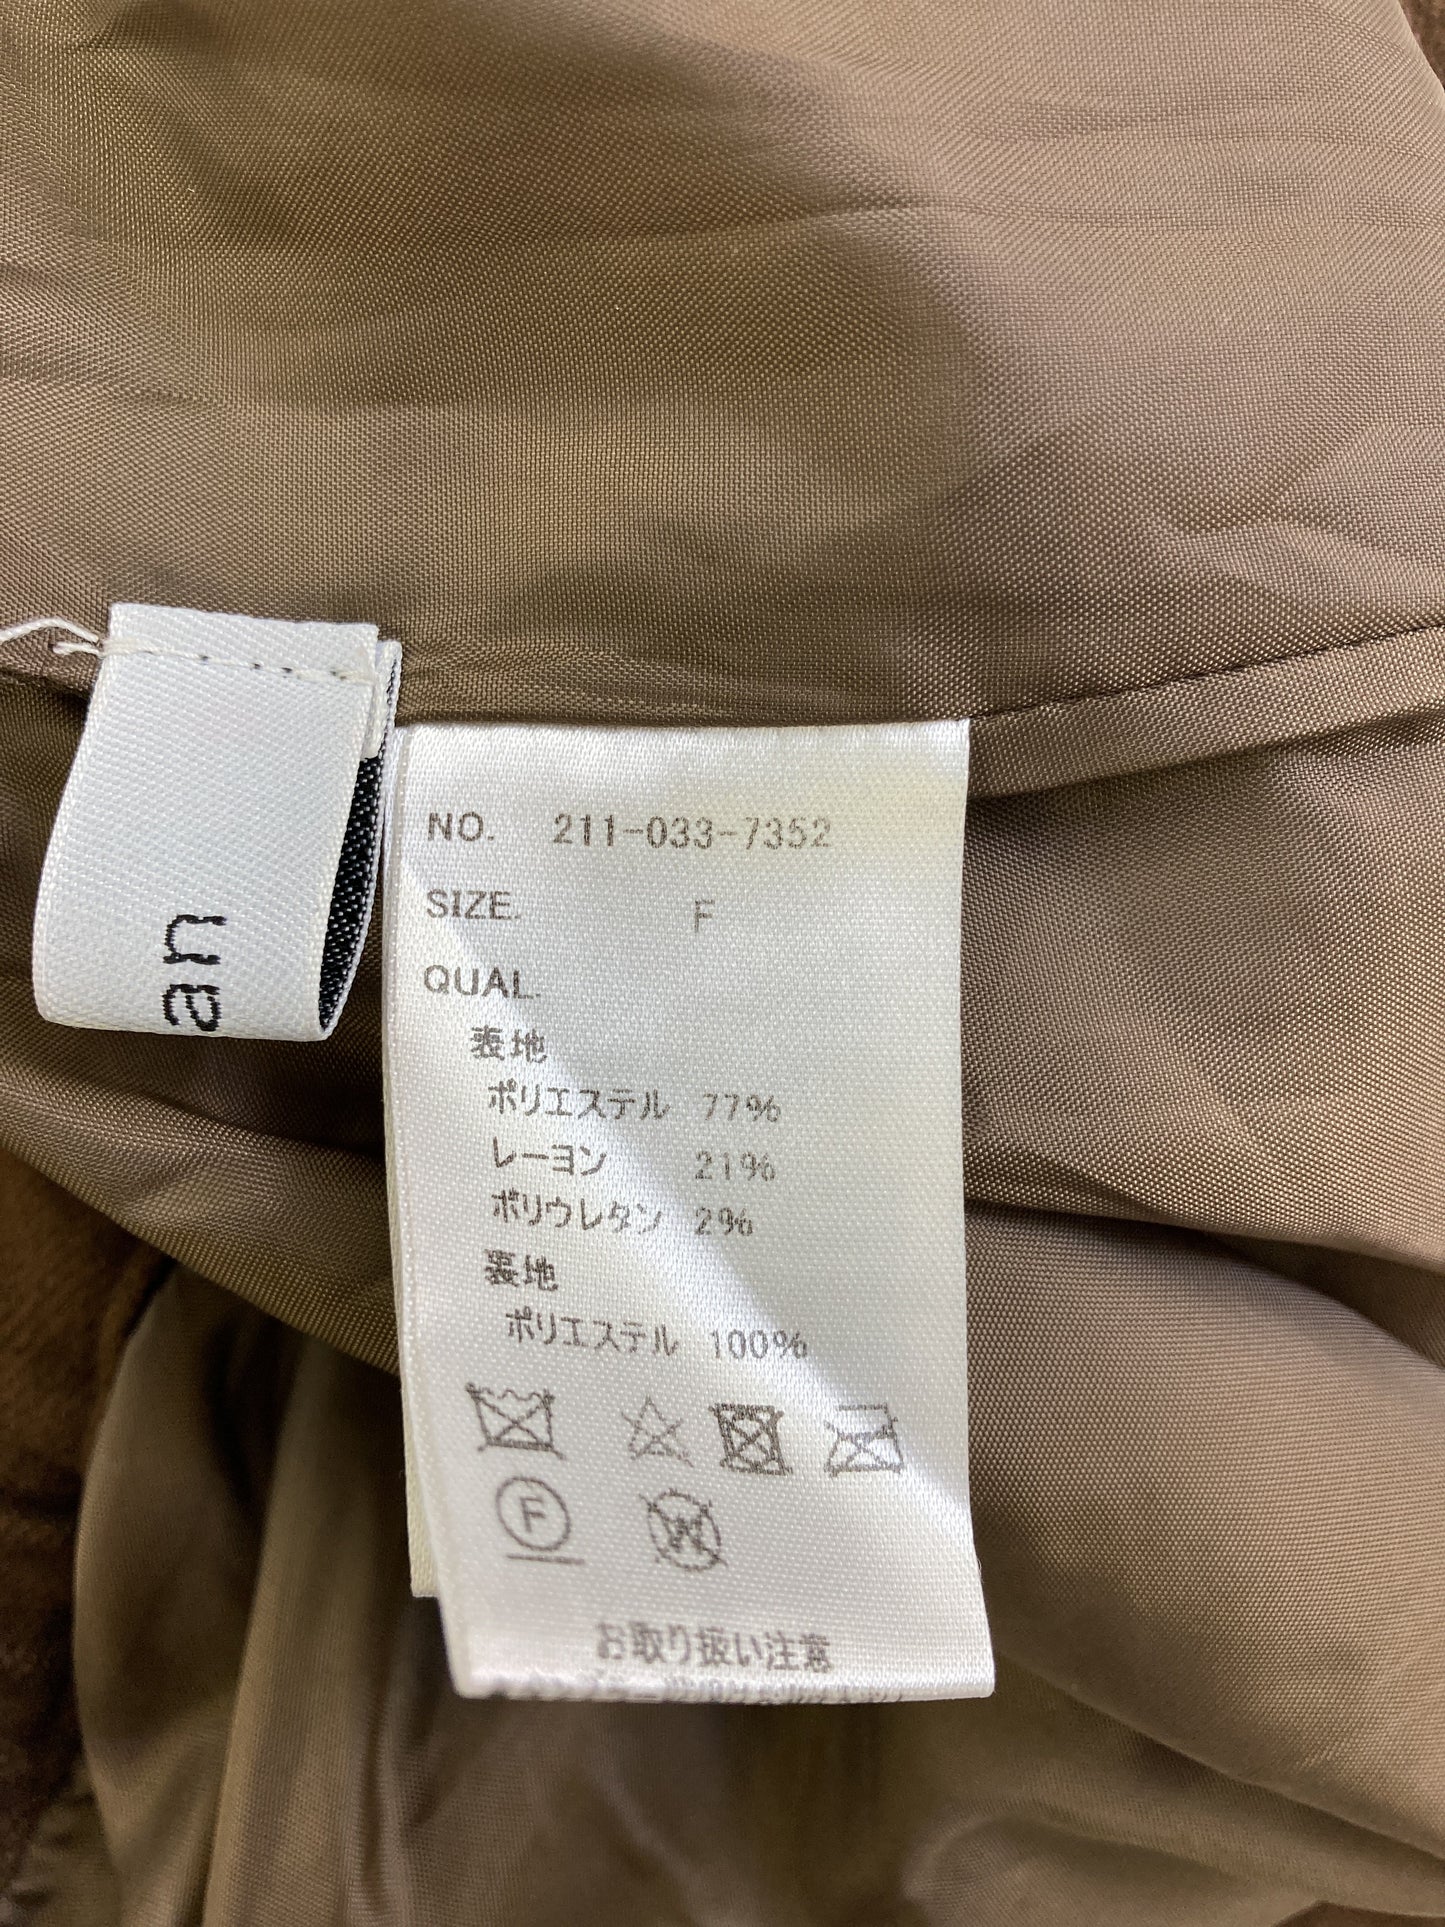 an
NO. 211-033-7352
SIZE. F
QUAL.
表地
ポリエステル 77%
レーヨン 21%
ポリウレタン 2%
裏地
ポリエステル 100%
F
W
お取り扱い注意